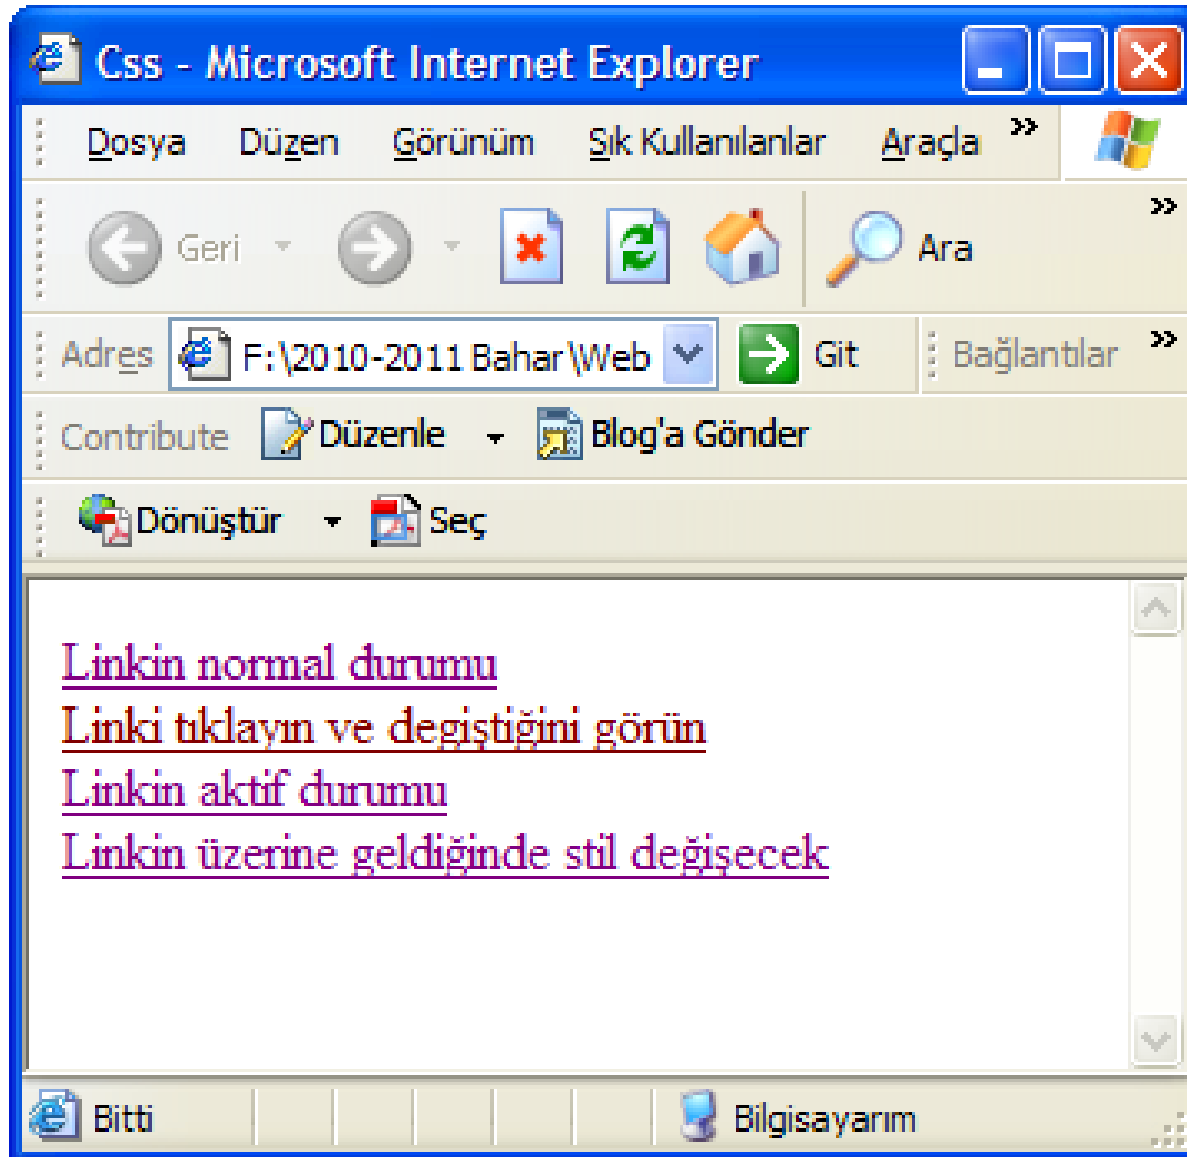 Css - Microsoft Internet Explorer
Dosya Düzen Görünüm Sık Kullanılanlar Araçla »
Geri Ara »
Adres F:\2010-2011 Bahar\Web Git Bağlantılar »
Contribute Düzenle Blog'a Gönder
Dönüştür Seç
Linkin normal durumu
Linki tıklayın ve degiştiğini görün
Linkin aktif durumu
Linkin üzerine geldiğinde stil değişecek
Bitti Bilgisayarım